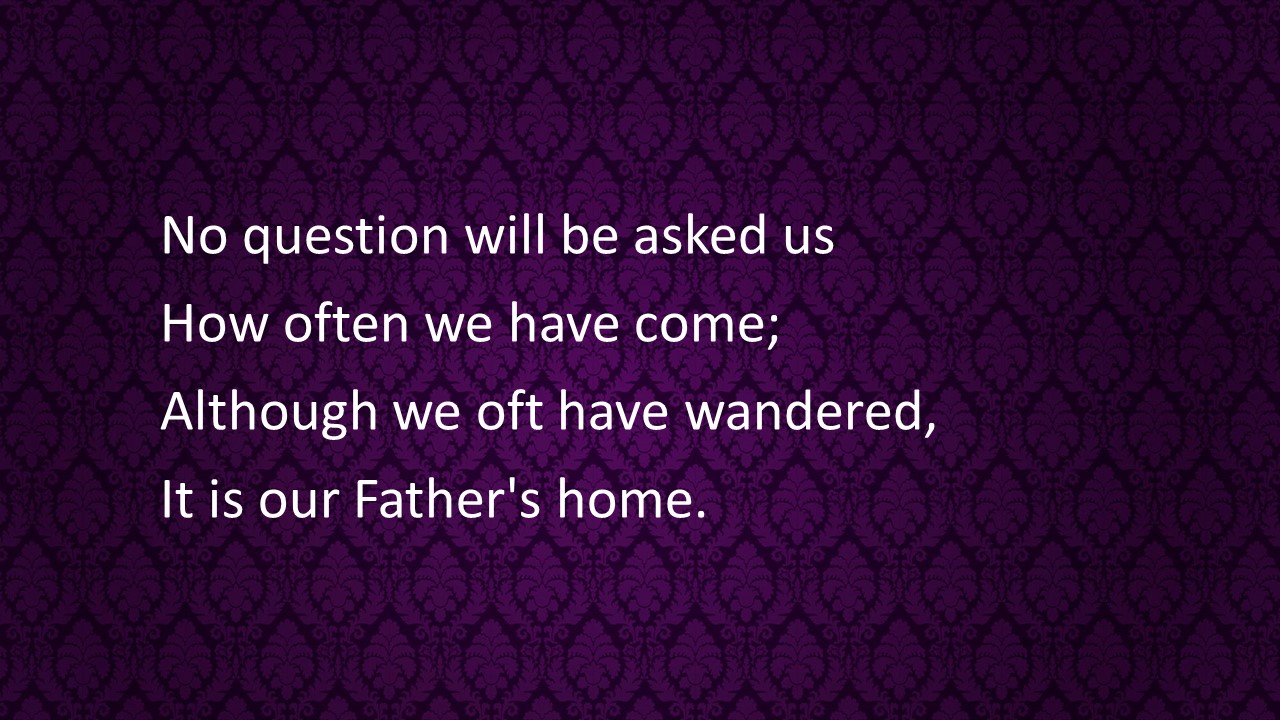 No question will be asked us
How often we have come;
Although we oft have wandered,
It is our Father's home.